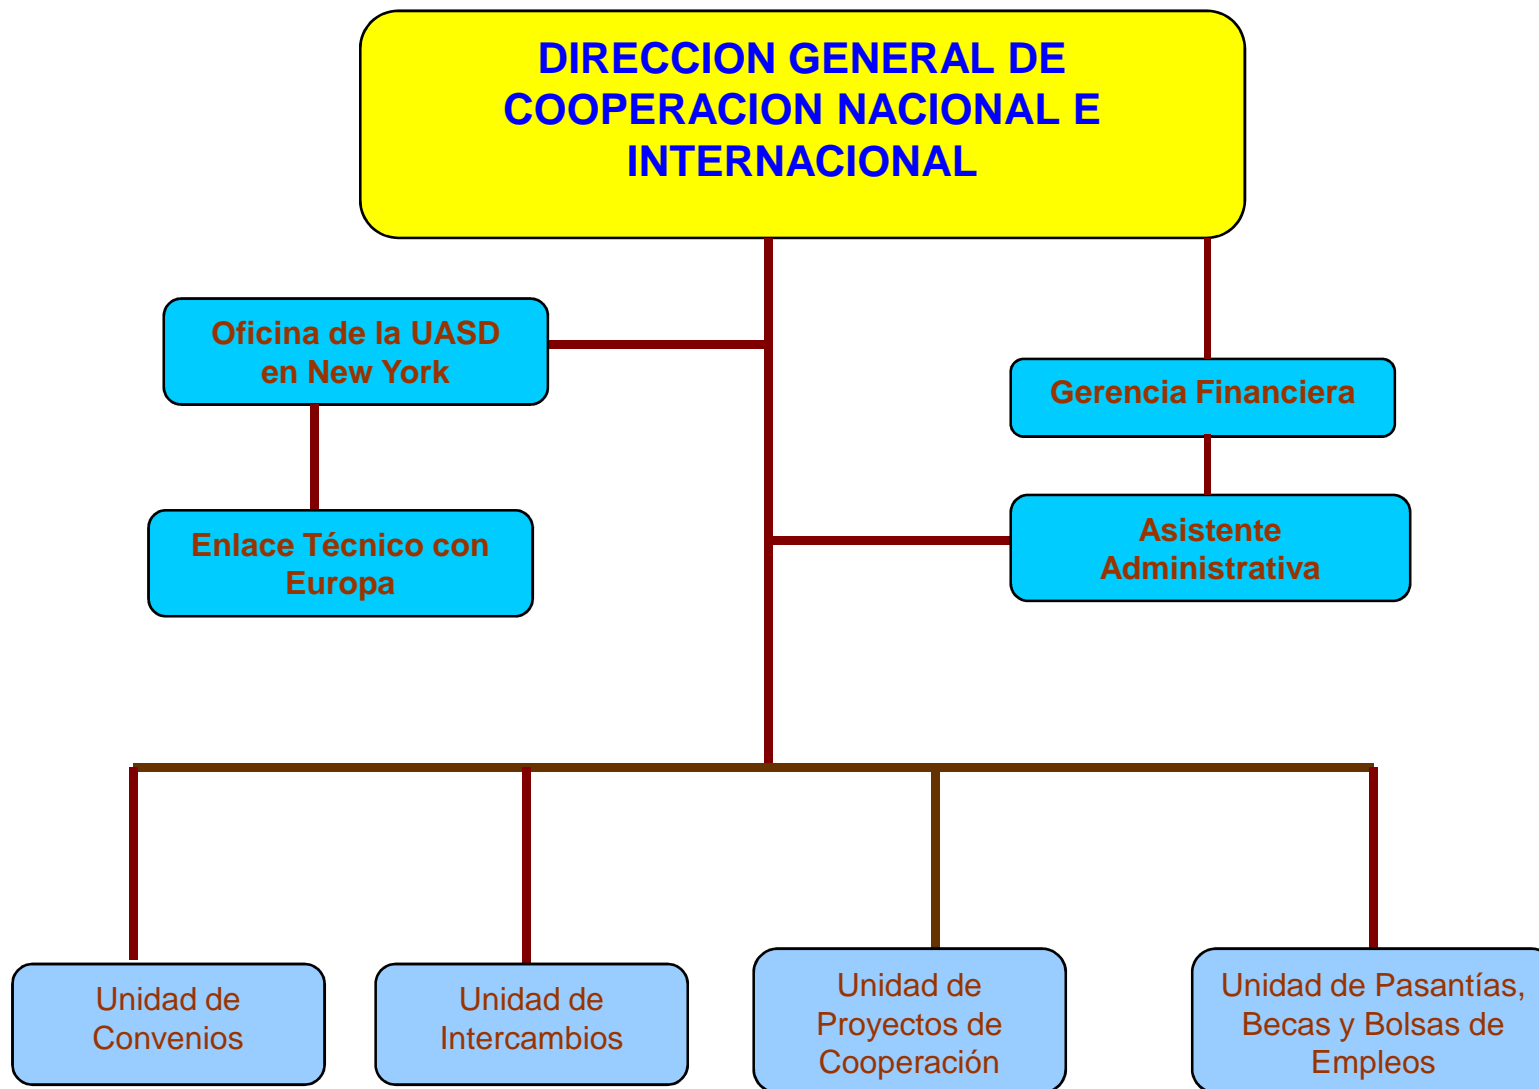 DIRECCION GENERAL DE
COOPERACION NACIONAL E
INTERNACIONAL
Oficina de la UASD
en New York
Gerencia Financiera
Enlace Técnico con
Europa
Asistente
Administrativa
Unidad de
Convenios
Unidad de
Intercambios
Unidad de
Proyectos de
Cooperación
Unidad de Pasantías,
Becas y Bolsas de
Empleos